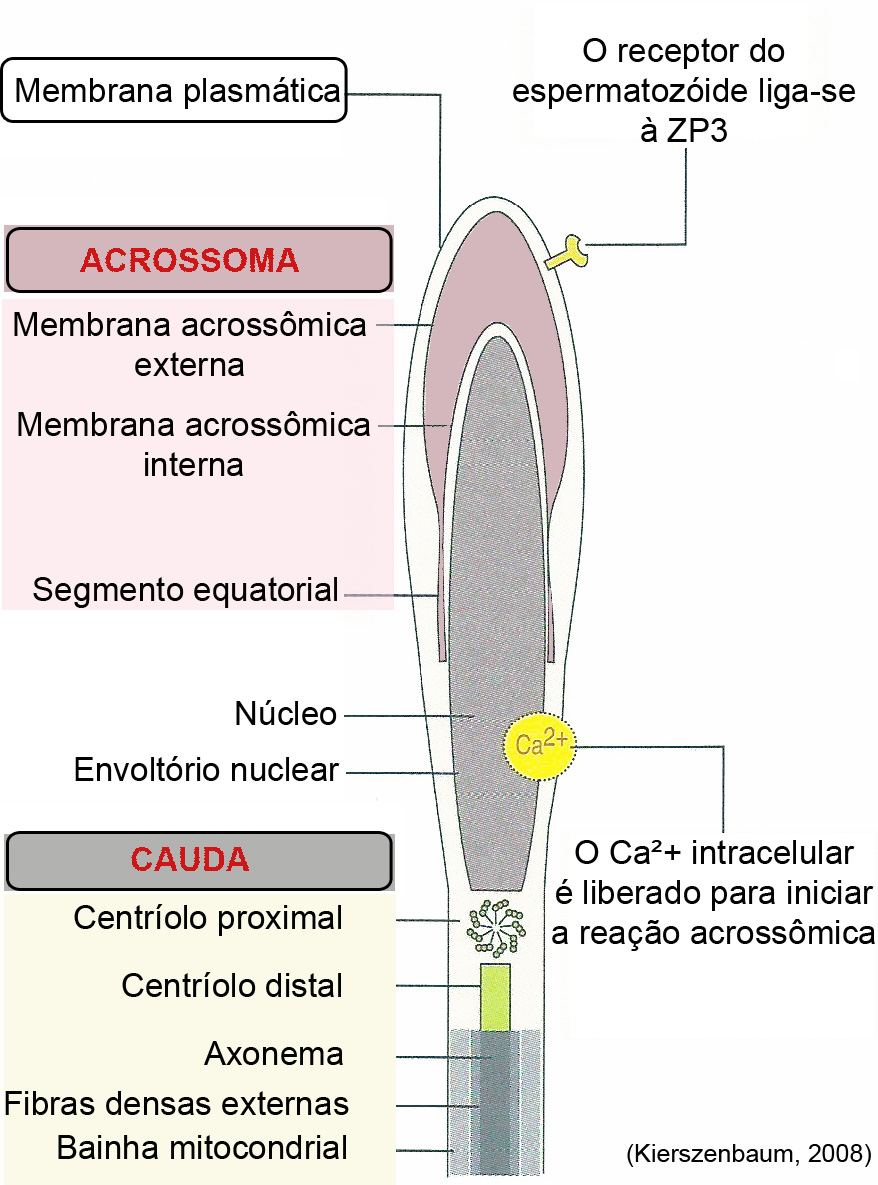 Membrana plasmática
O receptor do
espermatozóide liga-se
à ZP3
ACROSSOMA
Membrana acrossômica
externa
Membrana acrossômica
interna
Segmento equatorial
Núcleo
Ca2+
Envoltório nuclear
CAUDA
O Ca²+ intracelular
é liberado para iniciar
a reação acrossômica
Centríolo proximal
Centríolo distal
Axonema
Fibras densas externas
Bainha mitocondrial
(Kierszenbaum, 2008)